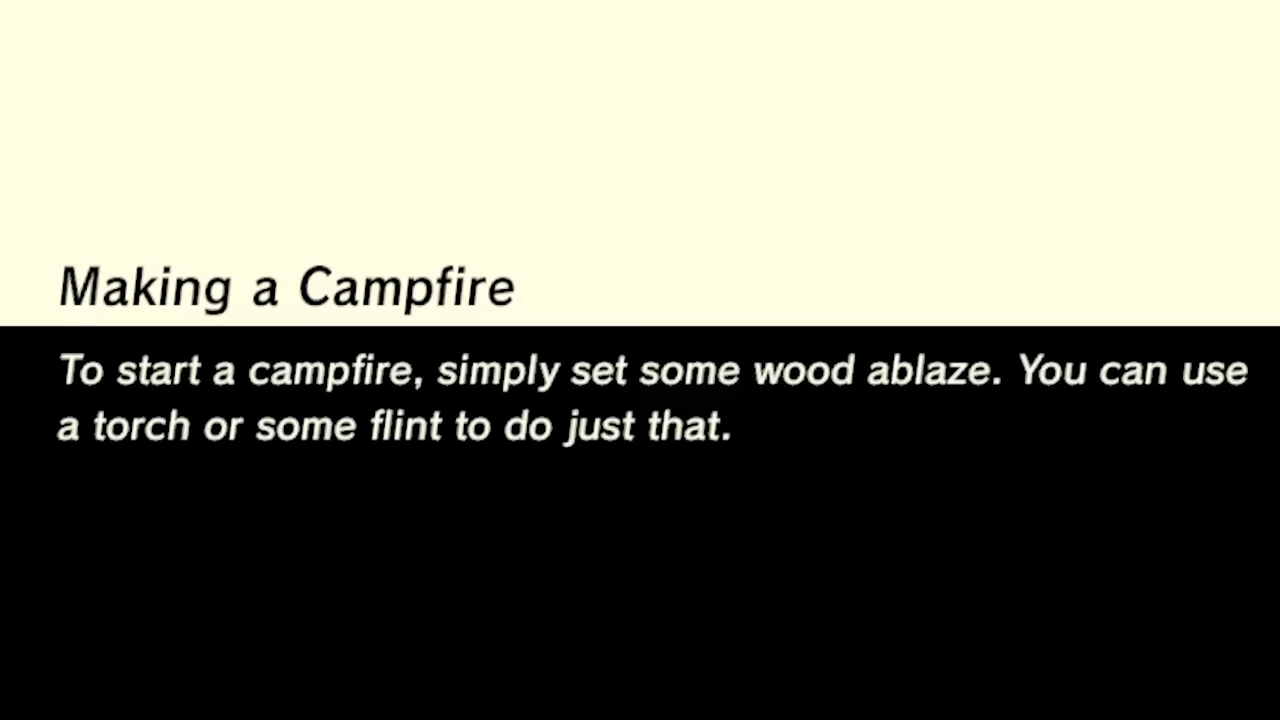 Making a Campfire
To start a campfire, simply set some wood ablaze. You can use
a torch or some flint to do just that.